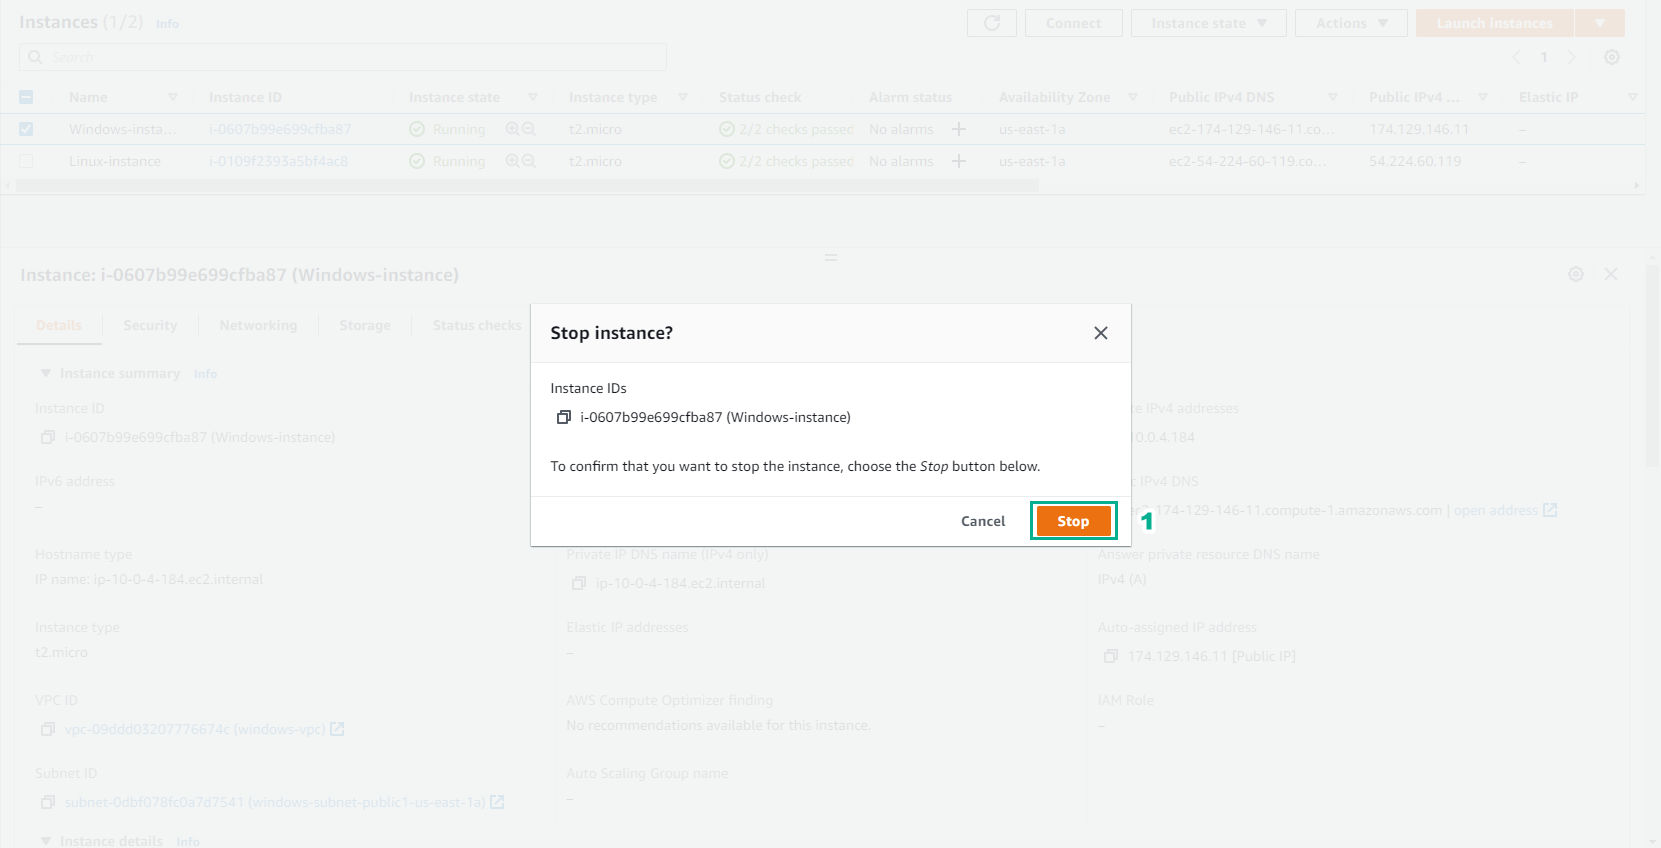 Instances (1/2) Info
Connect
Instance state
Actions
Launch instances
Search
1
Name Instance ID Instance state Instance type Status check Alarm status Availability Zone Public IPv4 DNS Public IPv4 ... Elastic IP
Windows-insta... i-0607b99e699cfba87 Running t2.micro 2/2 checks passed No alarms + us-east-1a ec2-174-129-146-11.co... 174.129.146.11 –
Linux-instance i-0109f2393a5bf4ac8 Running t2.micro 2/2 checks passed No alarms + us-east-1a ec2-54-224-60-119.co... 54.224.60.119 –
Instance: i-0607b99e699cfba87 (Windows-instance)
Details Security Networking Storage Status checks
Stop instance?
Instance IDs
i-0607b99e699cfba87 (Windows-instance)
To confirm that you want to stop the instance, choose the Stop button below.
Cancel Stop 1
Instance summary Info
Instance ID
i-0607b99e699cfba87 (Windows-instance)
IPv4 addresses
10.0.4.184
IPv6 address
–
IPv4 DNS
174-129-146-11.compute-1.amazonaws.com | open address
Hostname type
IP name: ip-10-0-4-184.ec2.internal
Private IP DNS name (IPv4 only)
ip-10-0-4-184.ec2.internal
Answer private resource DNS name
IPv4 (A)
Instance type
t2.micro
Elastic IP addresses
–
Auto-assigned IP address
174.129.146.11 [Public IP]
VPC ID
vpc-09ddd03207776674c (windows-vpc)
AWS Compute Optimizer finding
No recommendations available for this instance.
IAM Role
–
Subnet ID
subnet-0dbf078fc0a7d7541 (windows-subnet-public1-us-east-1a)
Auto Scaling Group name
–
Instance details Info